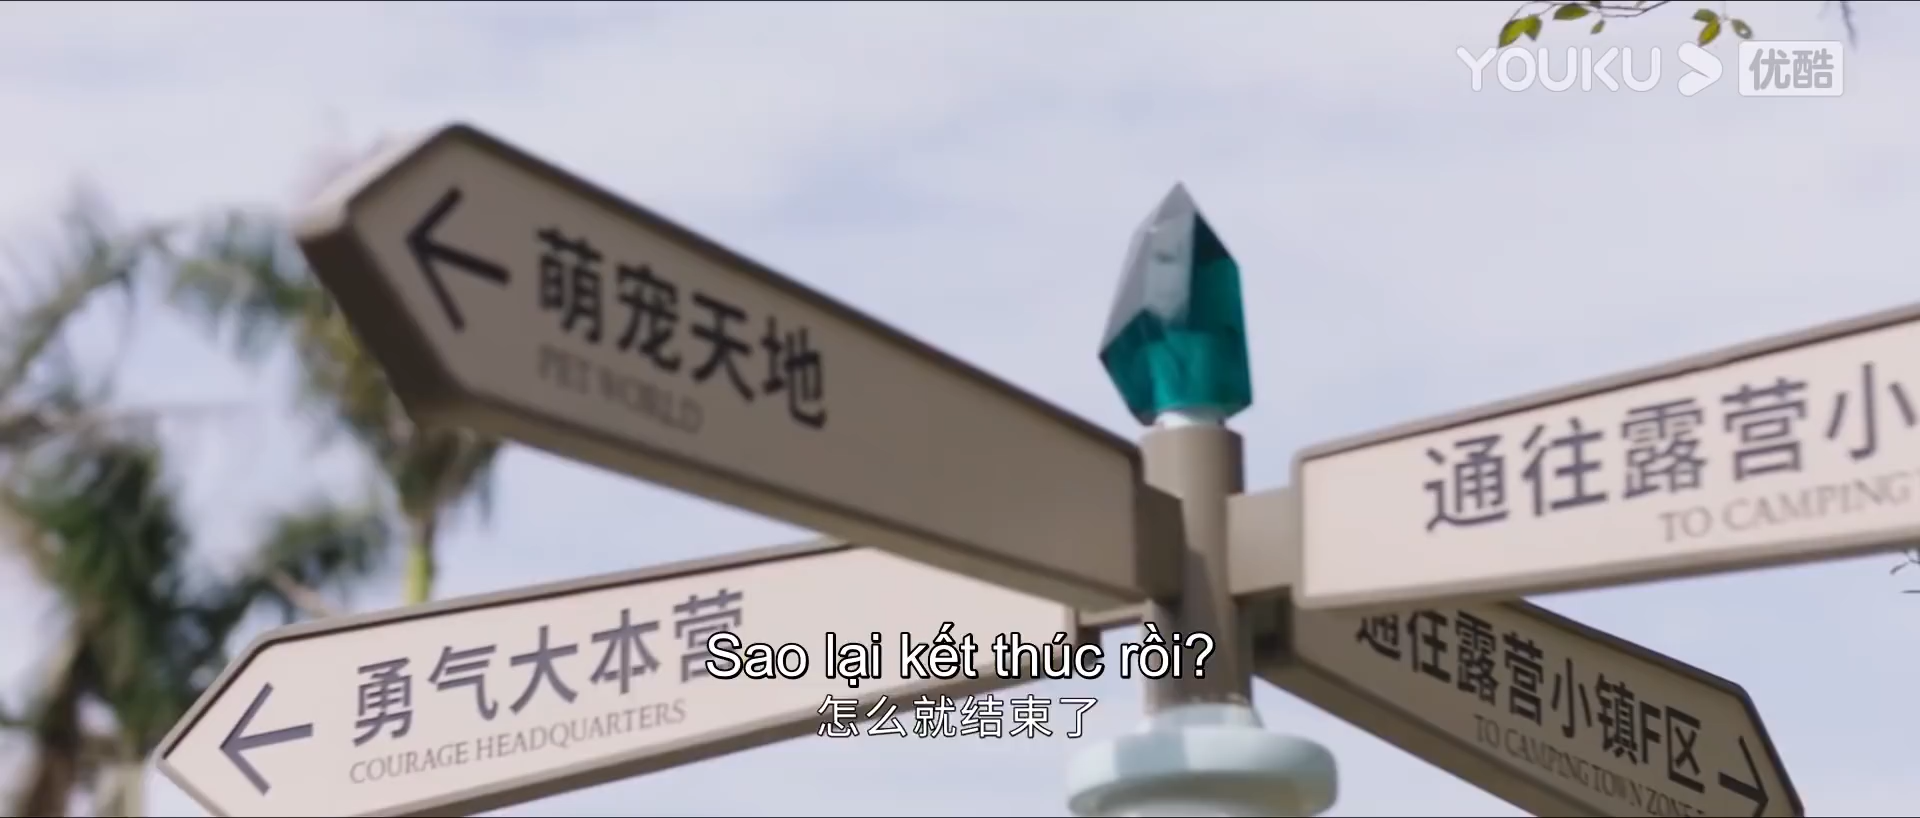 YOUKU 优酷
萌宠天地
PET WORLD
通往露营小
TO CAMPING
勇气大本营
COURAGE HEADQUARTERS
通往露营小镇F区
TO CAMPING TOWN ZONE
Sao lại kết thúc rồi?
怎么就结束了